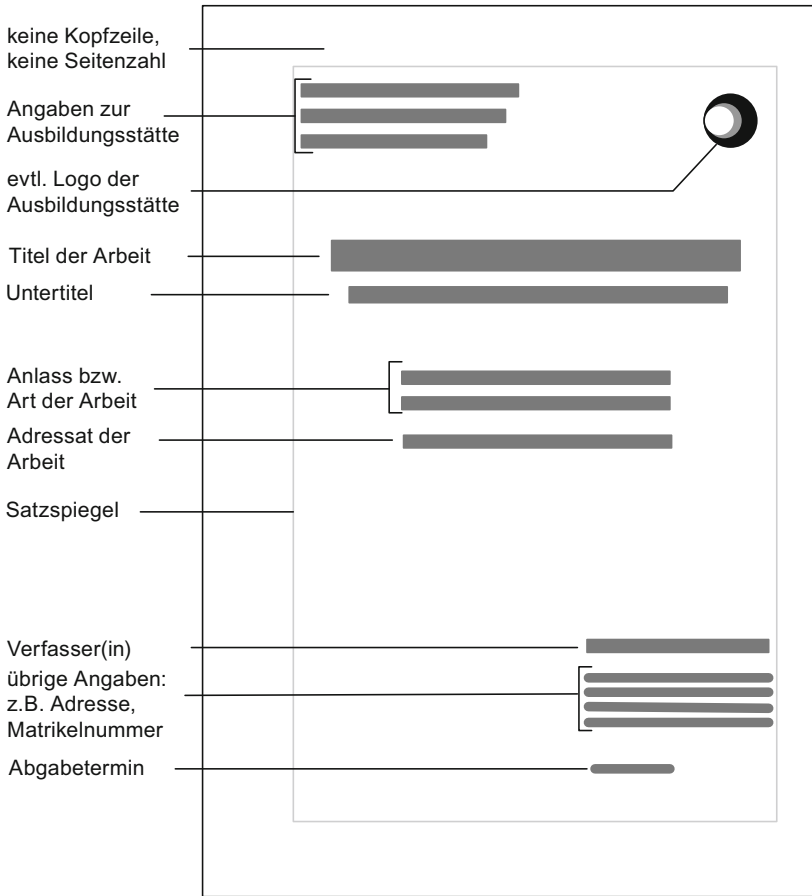 keine Kopfzeile,
keine Seitenzahl
Angaben zur
Ausbildungsstätte
evtl. Logo der
Ausbildungsstätte
Titel der Arbeit
Untertitel
Anlass bzw.
Art der Arbeit
Adressat der
Arbeit
Satzspiegel
Verfasser(in)
übrige Angaben:
z.B. Adresse,
Matrikelnummer
Abgabetermin